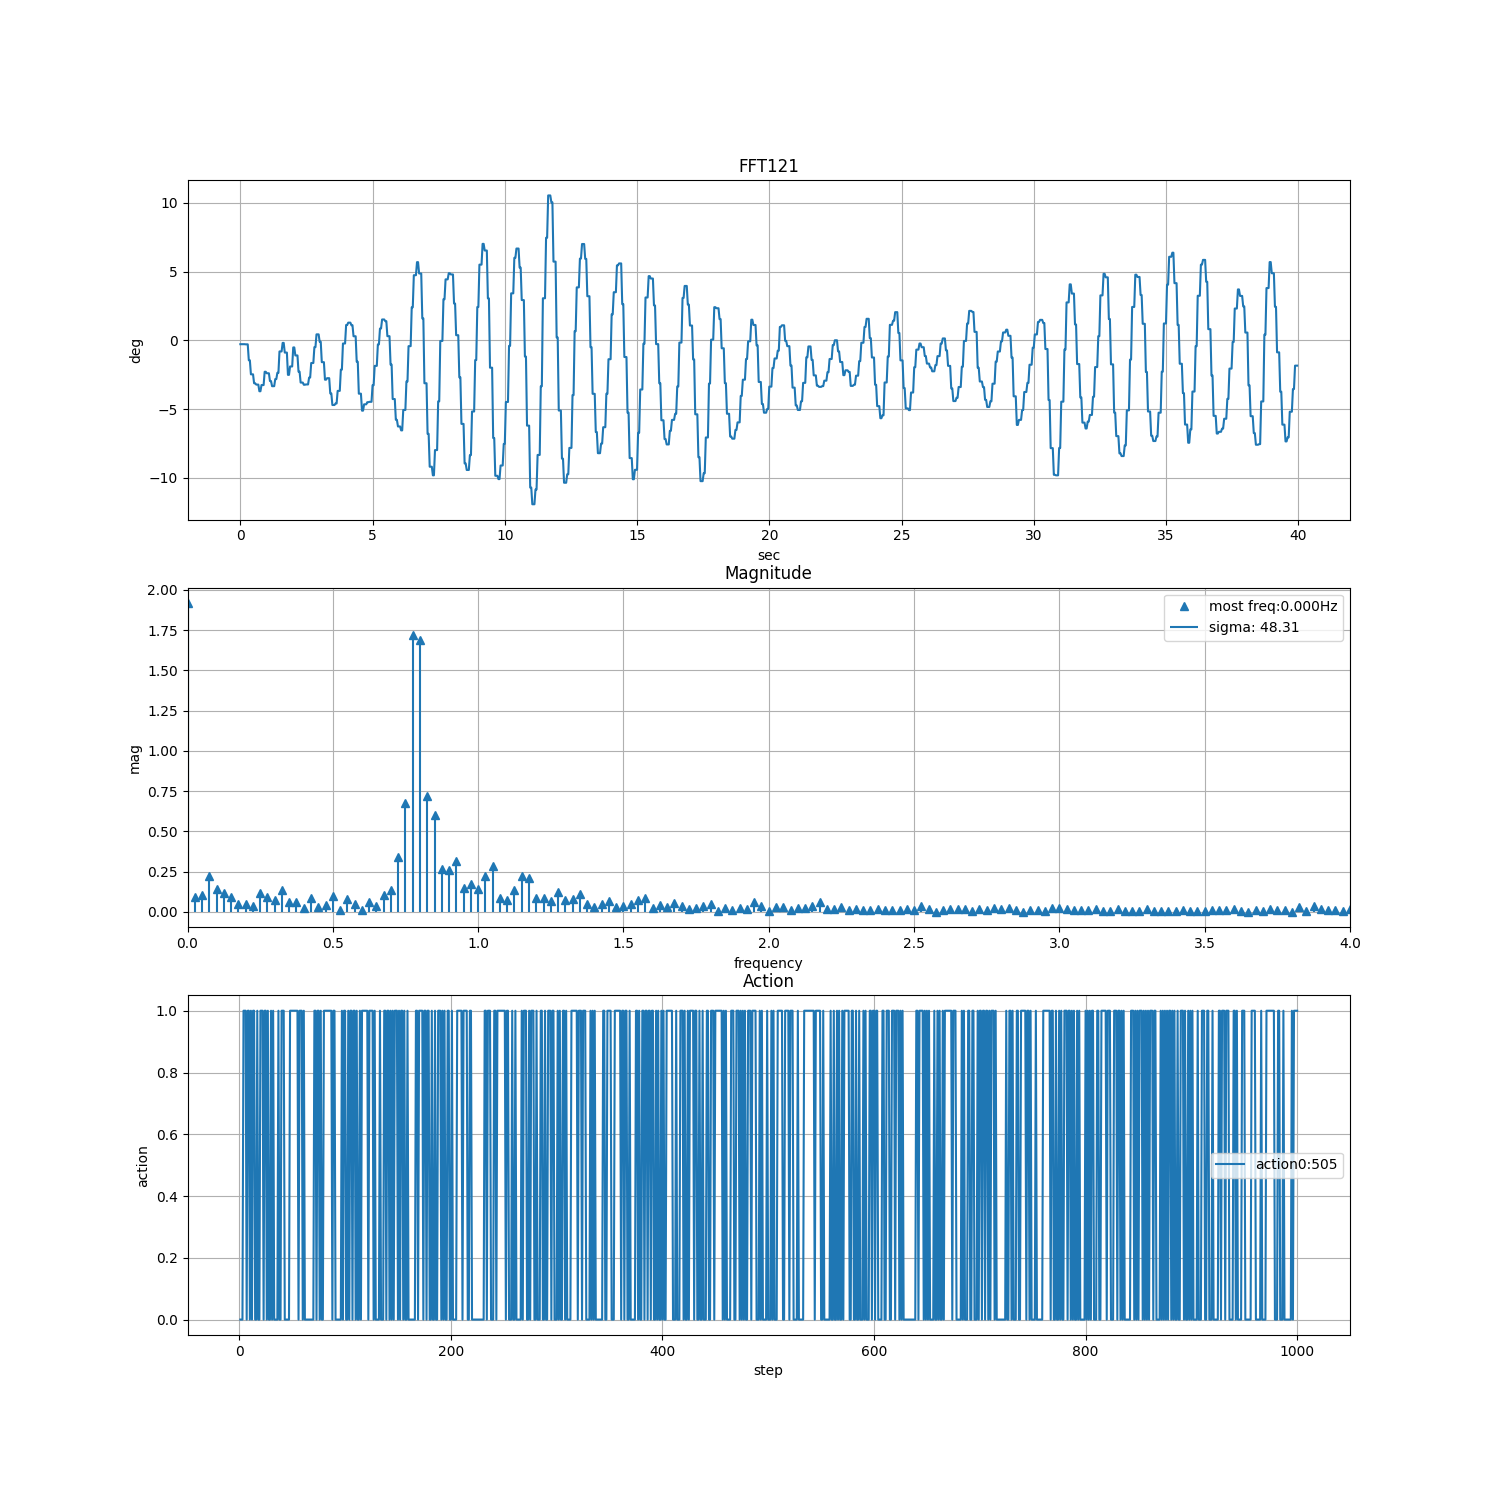 FFT121
10
5
0
−5
−10
deg
0 5 10 15 20 25 30 35 40
sec
Magnitude
2.00
1.75
1.50
1.25
1.00
0.75
0.50
0.25
0.00
mag
most freq:0.000Hz
sigma: 48.31
0.0 0.5 1.0 1.5 2.0 2.5 3.0 3.5 4.0
frequency
Action
1.0
0.8
0.6
0.4
0.2
0.0
action
action0:505
0 200 400 600 800 1000
step